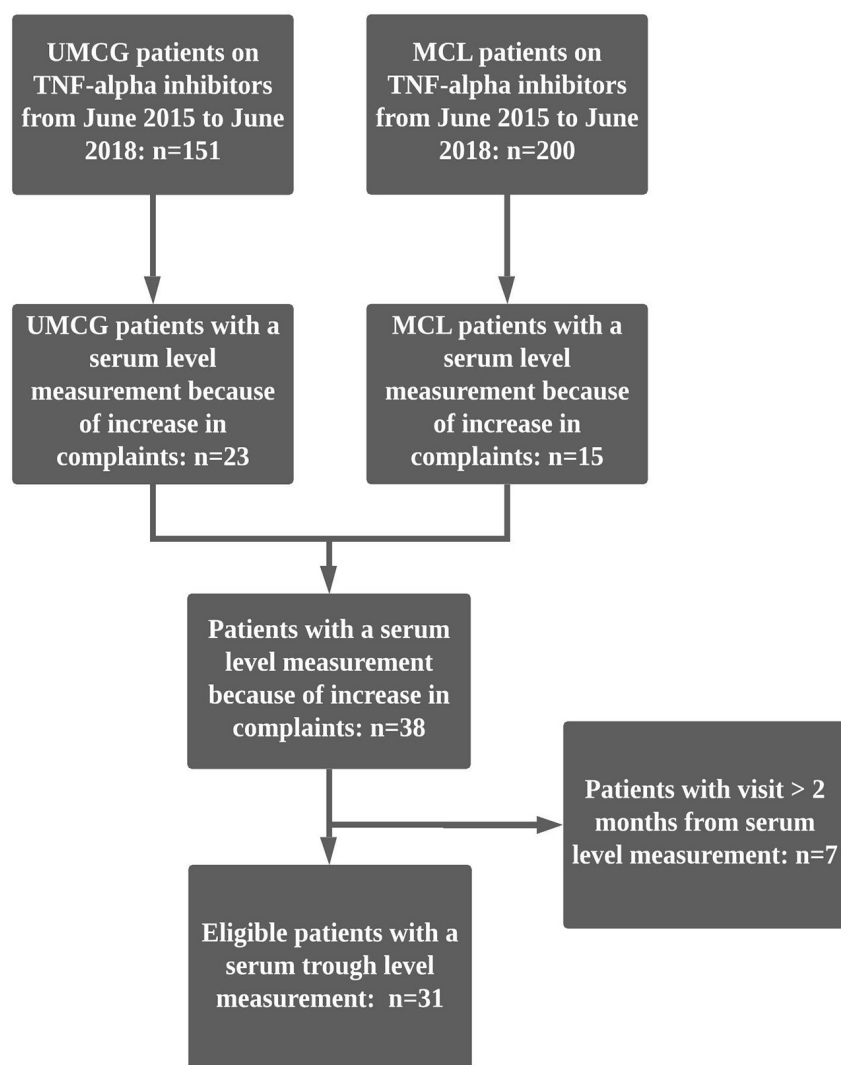 UMCG patients on
TNF-alpha inhibitors
from June 2015 to June
2018: n=151
MCL patients on
TNF-alpha inhibitors
from June 2015 to June
2018: n=200
UMCG patients with a
serum level
measurement because
of increase in
complaints: n=23
MCL patients with a
serum level
measurement because
of increase in
complaints: n=15
Patients with a serum
level measurement
because of increase in
complaints: n=38
Patients with visit > 2
months from serum
level measurement: n=7
Eligible patients with a
serum trough level
measurement: n=31